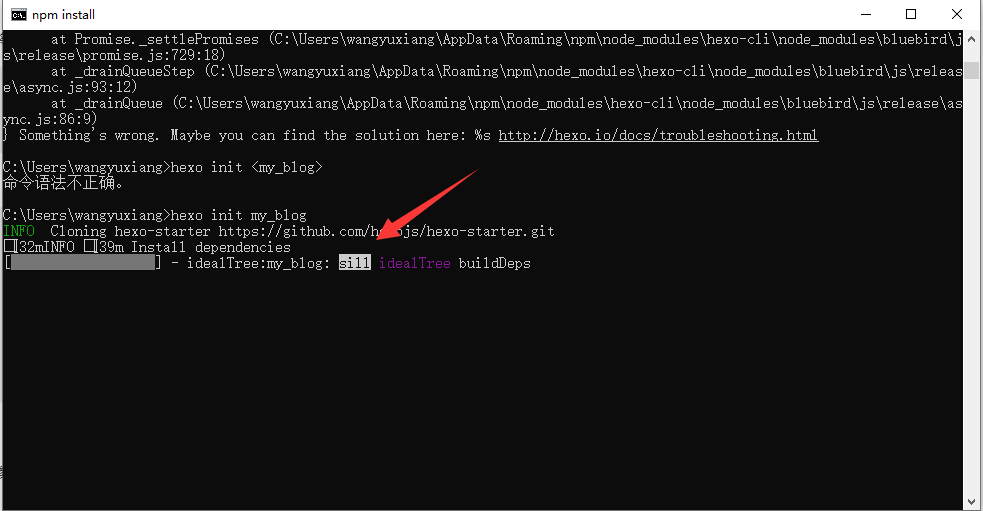 npm install
at Promise._settlePromises (C:\Users\wangyuxiang\AppData\Roaming\npm\node_modules\hexo-cli\node_modules\bluebird\j
s\release\promise.js:729:18)
at _drainQueueStep (C:\Users\wangyuxiang\AppData\Roaming\npm\node_modules\hexo-cli\node_modules\bluebird\js\releas
e\async.js:93:12)
at _drainQueue (C:\Users\wangyuxiang\AppData\Roaming\npm\node_modules\hexo-cli\node_modules\bluebird\js\release\as
ync.js:86:9)
} Something's wrong. Maybe you can find the solution here: %s http://hexo.io/docs/troubleshooting.html
C:\Users\wangyuxiang>hexo init <my_blog>
命令语法不正确。
C:\Users\wangyuxiang>hexo init my_blog
INFO Cloning hexo-starter https://github.com/hexojs/hexo-starter.git
[32mINFO [39m Install dependencies
[ ] - idealTree:my_blog: sill idealTree buildDeps